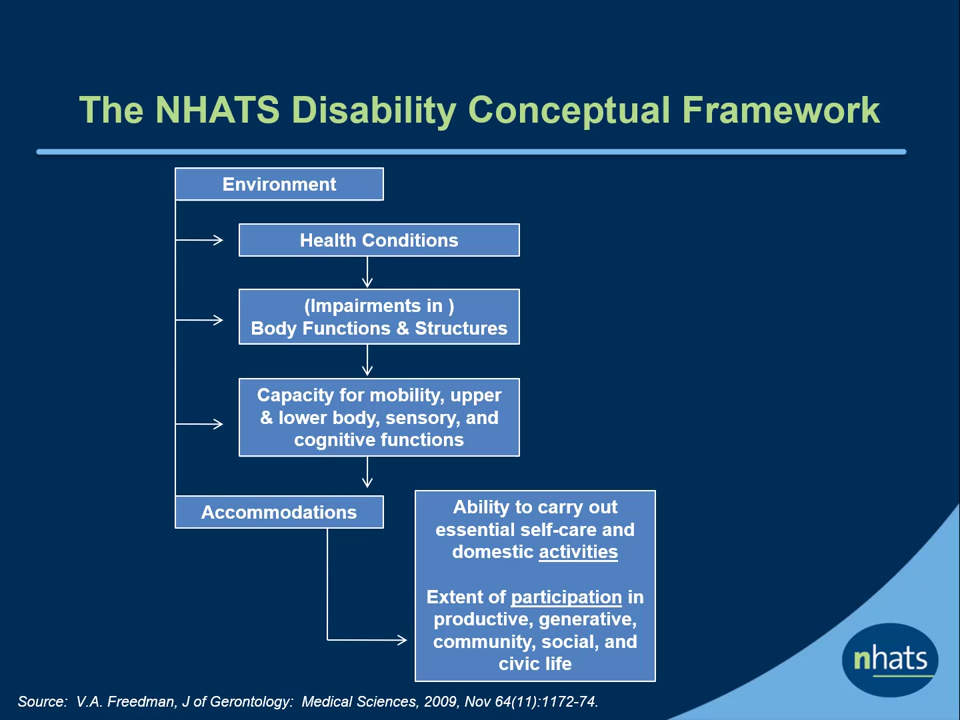 The NHATS Disability Conceptual Framework
Environment
Health Conditions
(Impairments in )
Body Functions & Structures
Capacity for mobility, upper
& lower body, sensory, and
cognitive functions
Accommodations
Ability to carry out
essential self-care and
domestic activities
Extent of participation in
productive, generative,
community, social, and
civic life
nhats
Source:  V.A. Freedman, J of Gerontology:  Medical Sciences, 2009, Nov 64(11):1172-74.